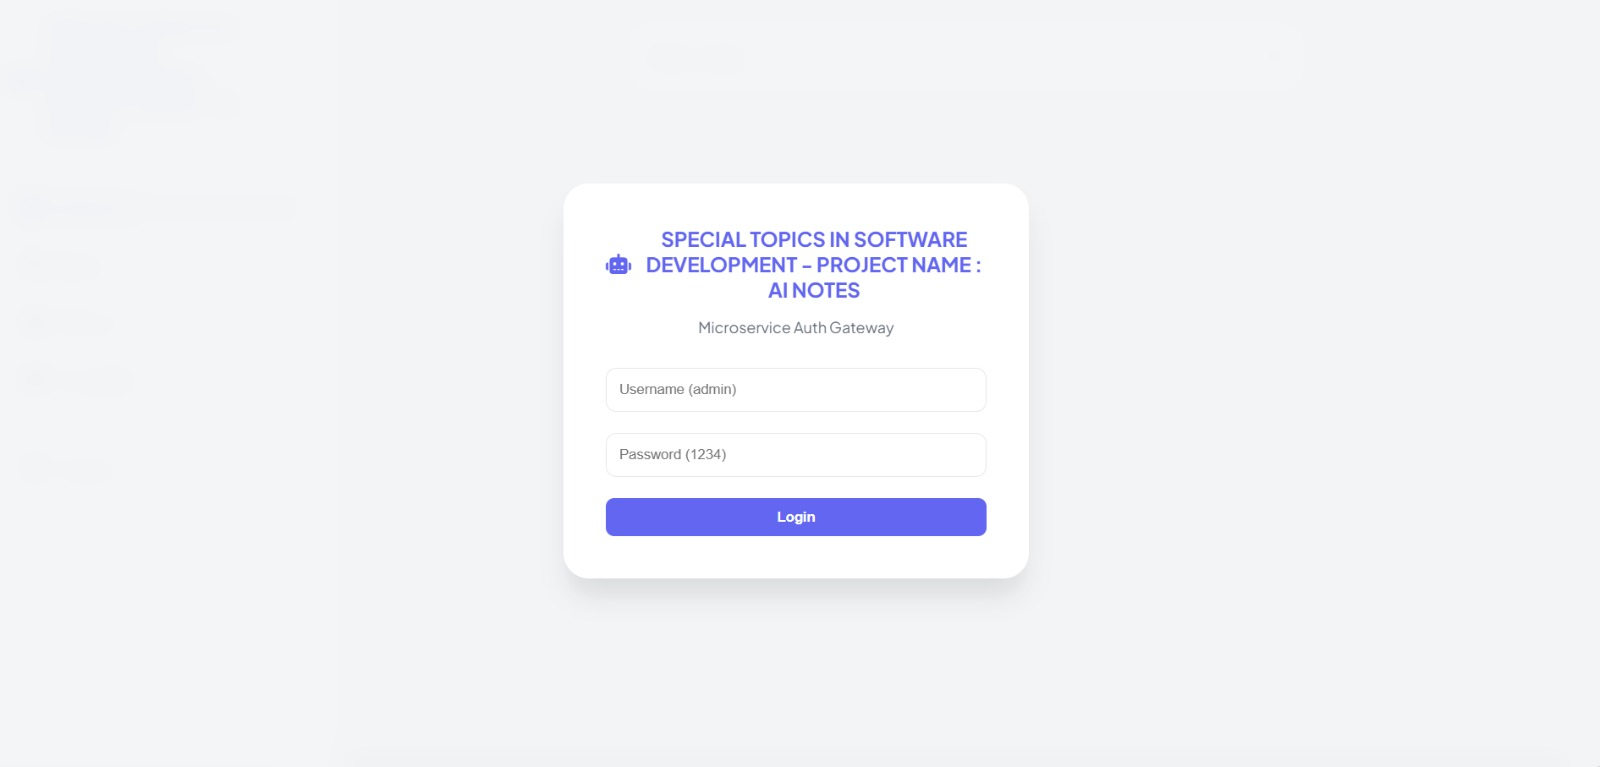 SPECIAL TOPICS IN SOFTWARE
DEVELOPMENT - PROJECT NAME :
AI NOTES
Microservice Auth Gateway
Username (admin)
Password (1234)
Login